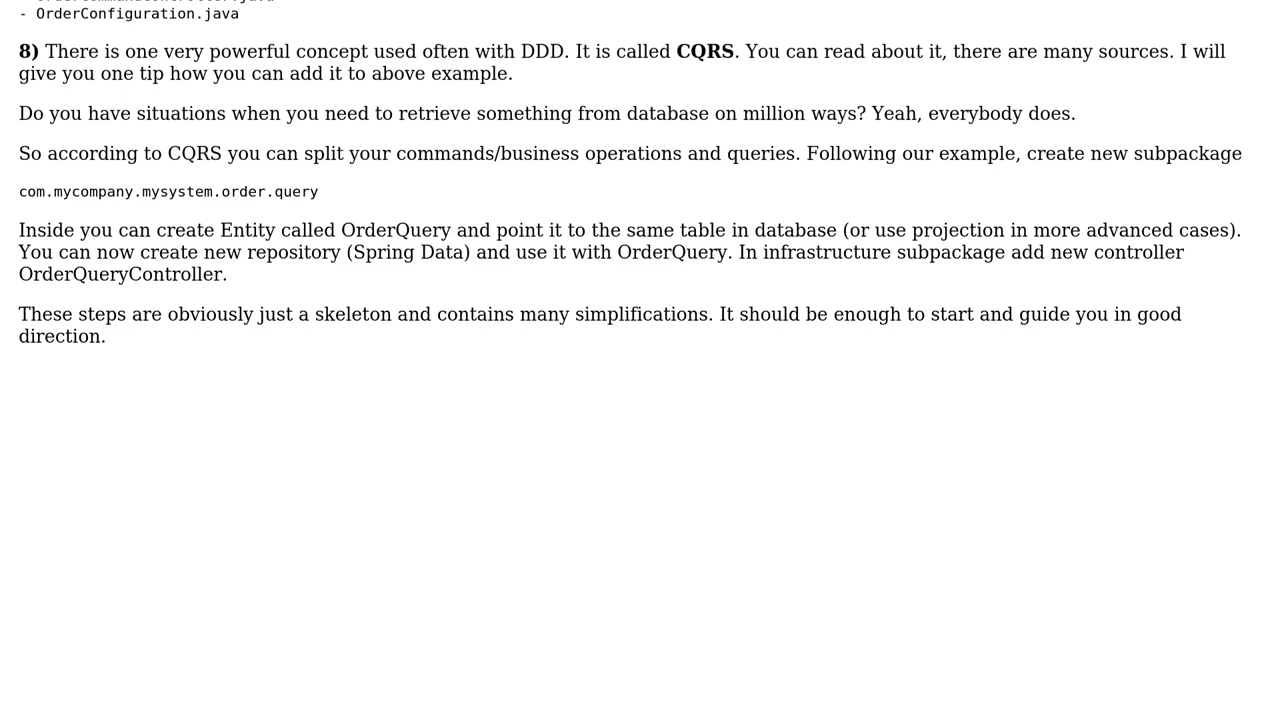 - OrderConfiguration.java
8) There is one very powerful concept used often with DDD. It is called CQRS. You can read about it, there are many sources. I will
give you one tip how you can add it to above example.
Do you have situations when you need to retrieve something from database on million ways? Yeah, everybody does.
So according to CQRS you can split your commands/business operations and queries. Following our example, create new subpackage
com.mycompany.mysystem.order.query
Inside you can create Entity called OrderQuery and point it to the same table in database (or use projection in more advanced cases).
You can now create new repository (Spring Data) and use it with OrderQuery. In infrastructure subpackage add new controller
OrderQueryController.
These steps are obviously just a skeleton and contains many simplifications. It should be enough to start and guide you in good
direction.